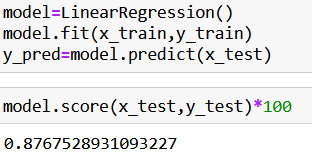 model=LinearRegression()
model.fit(x_train,y_train)
y_pred=model.predict(x_test)
model.score(x_test,y_test)*100
0.8767528931093227